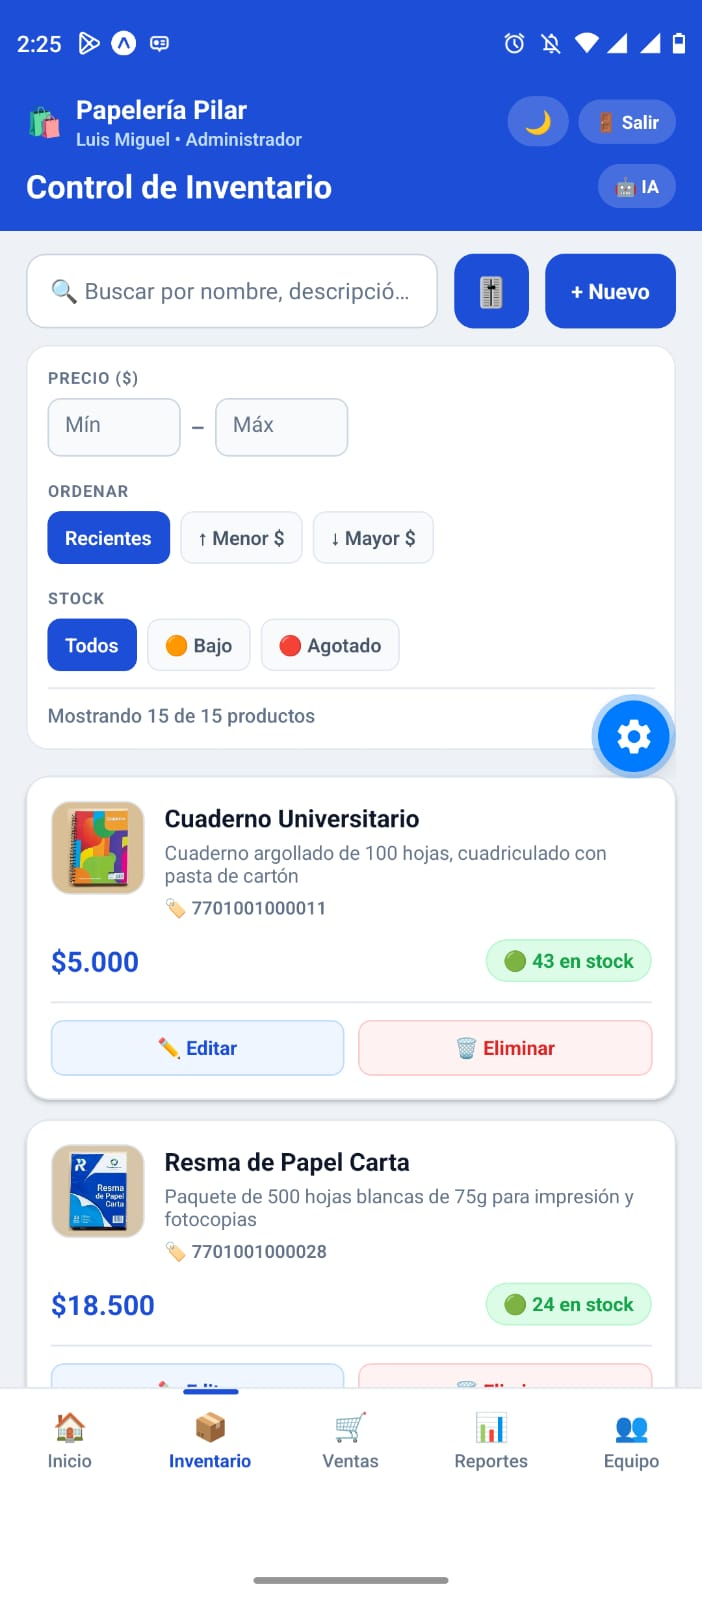 2:25
Papelería Pilar
Luis Miguel • Administrador
Salir
Control de Inventario
IA
Buscar por nombre, descripció...
+ Nuevo
PRECIO ($)
Mín – Máx
ORDENAR
Recientes ↑ Menor $ ↓ Mayor $
STOCK
Todos Bajo Agotado
Mostrando 15 de 15 productos
Cuaderno Universitario
Cuaderno argollado de 100 hojas, cuadriculado con
pasta de cartón
7701001000011
$5.000 43 en stock
Editar Eliminar
Resma de Papel Carta
Resma
de Papel
Carta
Paquete de 500 hojas blancas de 75g para impresión y
fotocopias
7701001000028
$18.500 24 en stock
Inicio Inventario Ventas Reportes Equipo